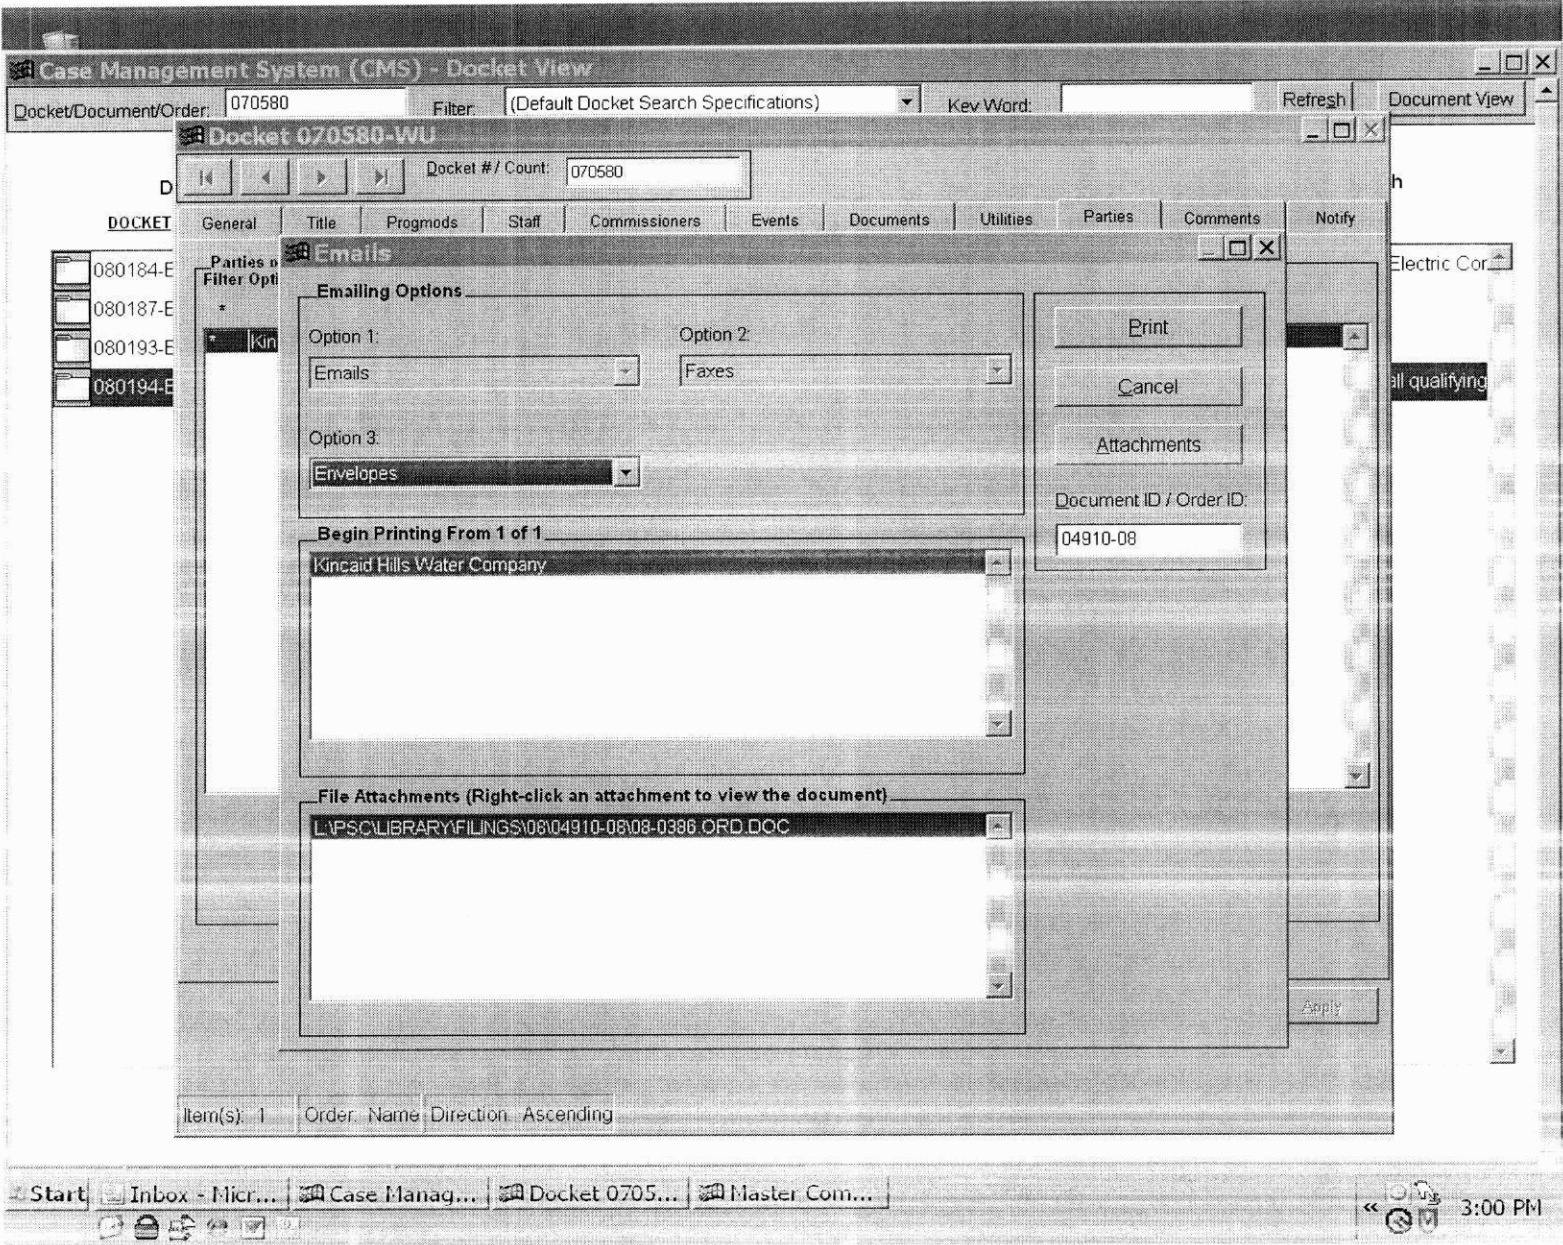 Case Management System (CMS) - Docket View
Docket/Document/Order: 070580 Filter: (Default Docket Search Specifications) Key Word: Refresh Document View
Docket 070580-WU
Docket # / Count: 070580
D h
DOCKET General Title Progmods Staff Commissioners Events Documents Utilities Parties Comments Notify
Parties o Emails
Filter Opti
080184-E Electric Cor
080187-E *
080193-E * Kin
080194-E all qualifying
Emailing Options
Option 1: Option 2:
Emails Faxes
Option 3:
Envelopes
Print
Cancel
Attachments
Document ID / Order ID:
04910-08
Begin Printing From 1 of 1
Kincaid Hills Water Company
File Attachments (Right-click an attachment to view the document)
L:\PSC\LIBRARY\FILINGS\08\04910-08\08-0386.ORD.DOC
Apply
Item(s): 1 Order: Name Direction: Ascending
Start Inbox - Micr... Case Manag... Docket 0705... Master Com...
« 3:00 PM